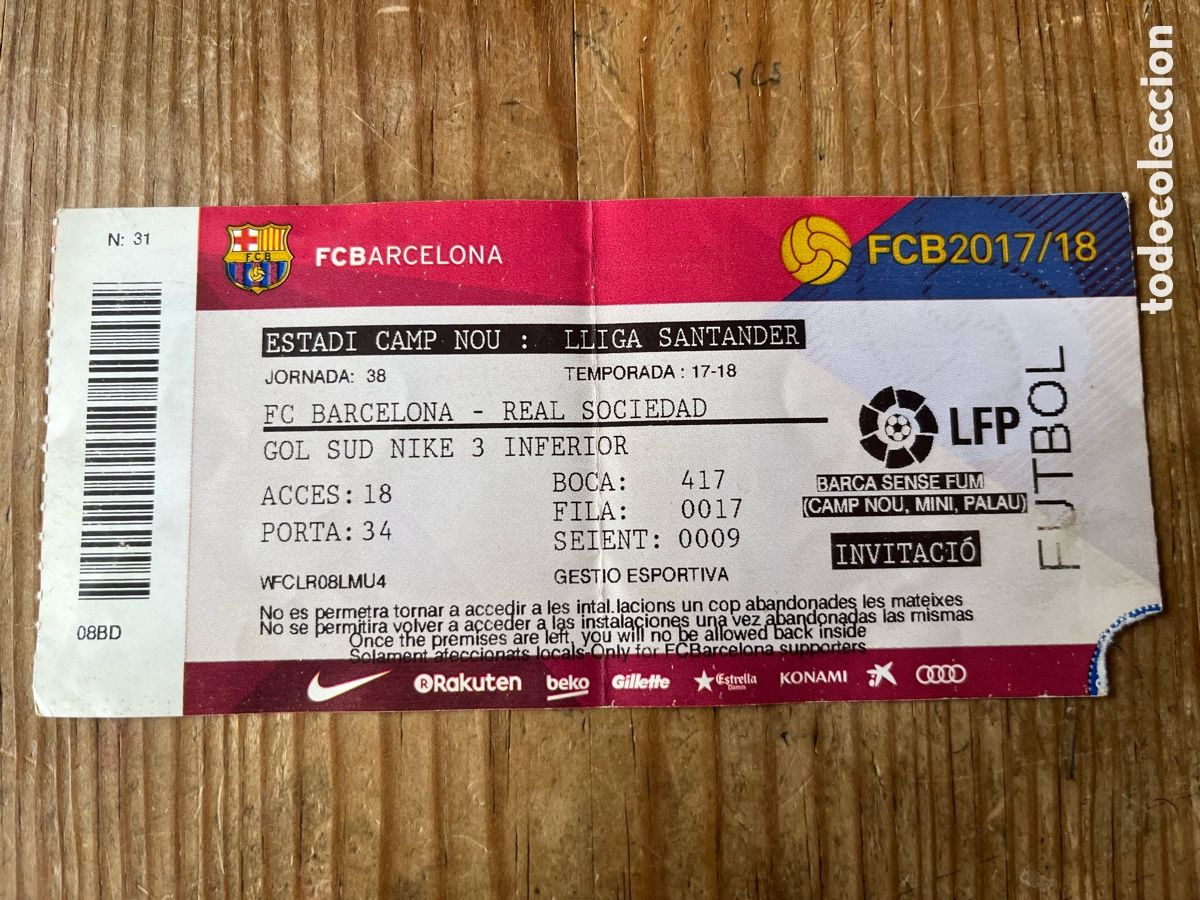 N: 31
08BD
FCB
FCBARCELONA
FCB2017/18
ESTADI CAMP NOU : LLIGA SANTANDER
JORNADA: 38 TEMPORADA : 17-18
FC BARCELONA - REAL SOCIEDAD
GOL SUD NIKE 3 INFERIOR
ACCES: 18 BOCA: 417
PORTA: 34 FILA: 0017
SEIENT: 0009
WFCLR08LMU4 GESTIO ESPORTIVA
LFP
FUTBOL
BARCA SENSE FUM
(CAMP NOU, MINI, PALAU)
INVITACIÓ
No es permetra tornar a accedir a les intal.lacions un cop abandonades les mateixes
No se permitira volver a acceder a las instalaciones una vez abandonadas las mismas
Once the premises are left, you will no be allowed back inside
Solament afeccionats locals-Only for FCBarcelona supporters
Rakuten beko Gillette Estrella Damm KONAMI
todocoleccion